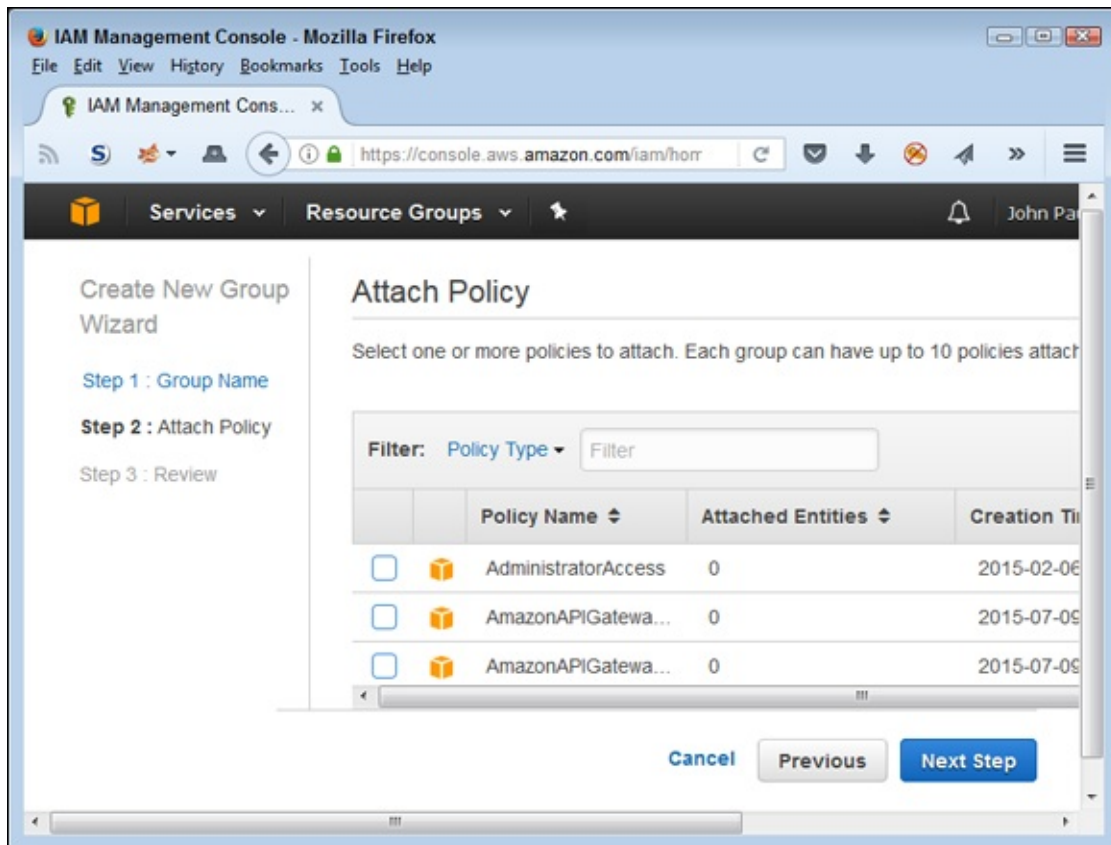 IAM Management Console - Mozilla Firefox
File Edit View History Bookmarks Tools Help
IAM Management Cons... ×
https://console.aws.amazon.com/iam/hom
Services Resource Groups John Pau
Create New Group
Wizard
Attach Policy
Select one or more policies to attach. Each group can have up to 10 policies attach
Step 1 : Group Name
Step 2 : Attach Policy
Step 3 : Review
Filter: Policy Type Filter
Policy Name Attached Entities Creation Ti
AdministratorAccess 0 2015-02-06
AmazonAPIGatewa... 0 2015-07-09
AmazonAPIGatewa... 0 2015-07-09
Cancel Previous Next Step